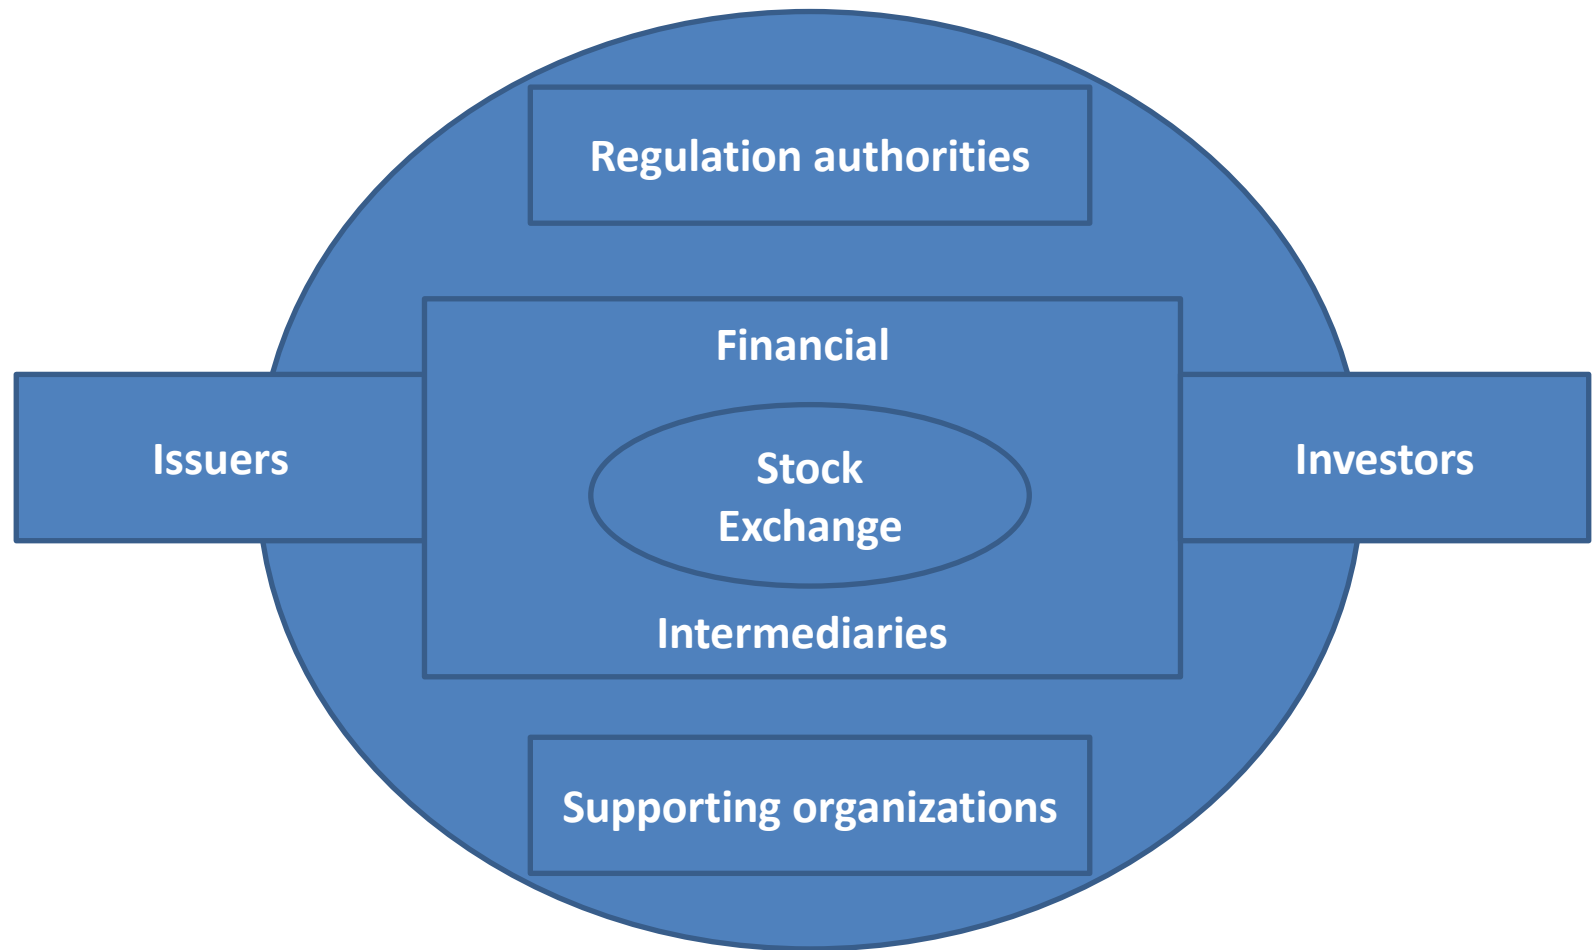 Regulation authorities
Financial
Issuers
Stock
Exchange
Investors
Intermediaries
Supporting organizations